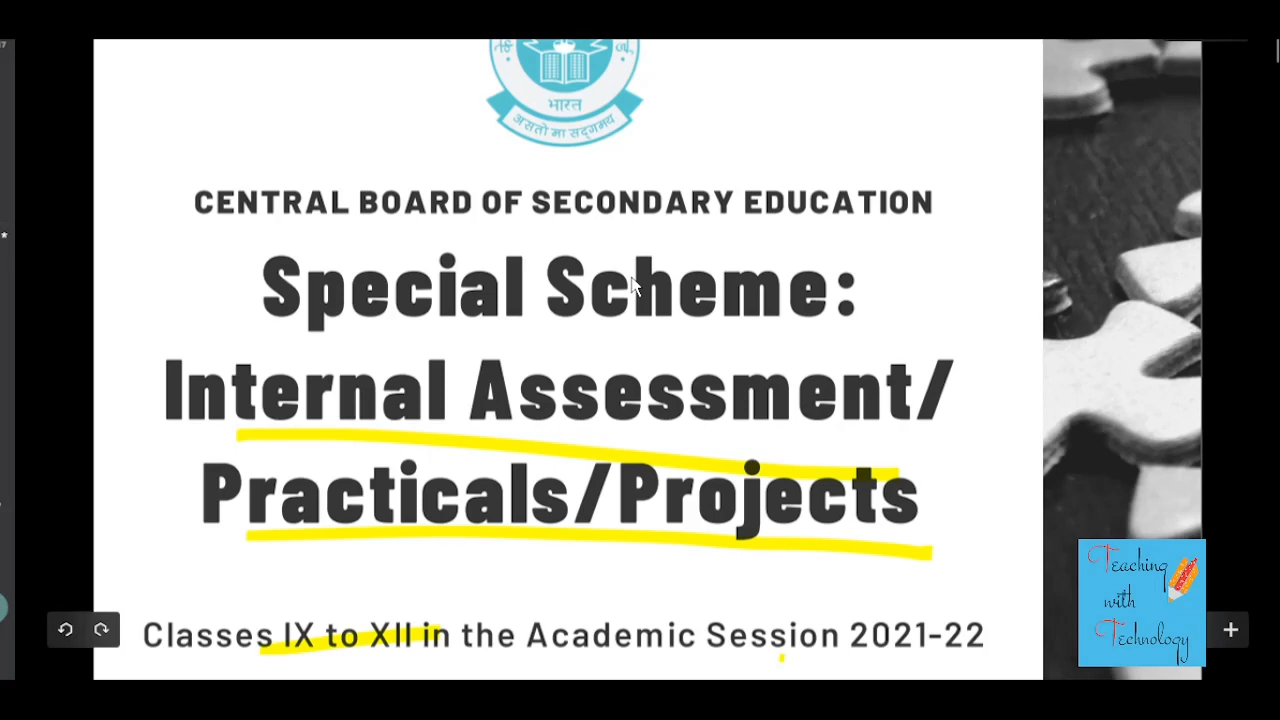 भारत
असतो मा सद्गमय
CENTRAL BOARD OF SECONDARY EDUCATION
Special Scheme:
Internal Assessment/
Practicals/Projects
Classes IX to XII in the Academic Session 2021-22
Teaching
with
Technology